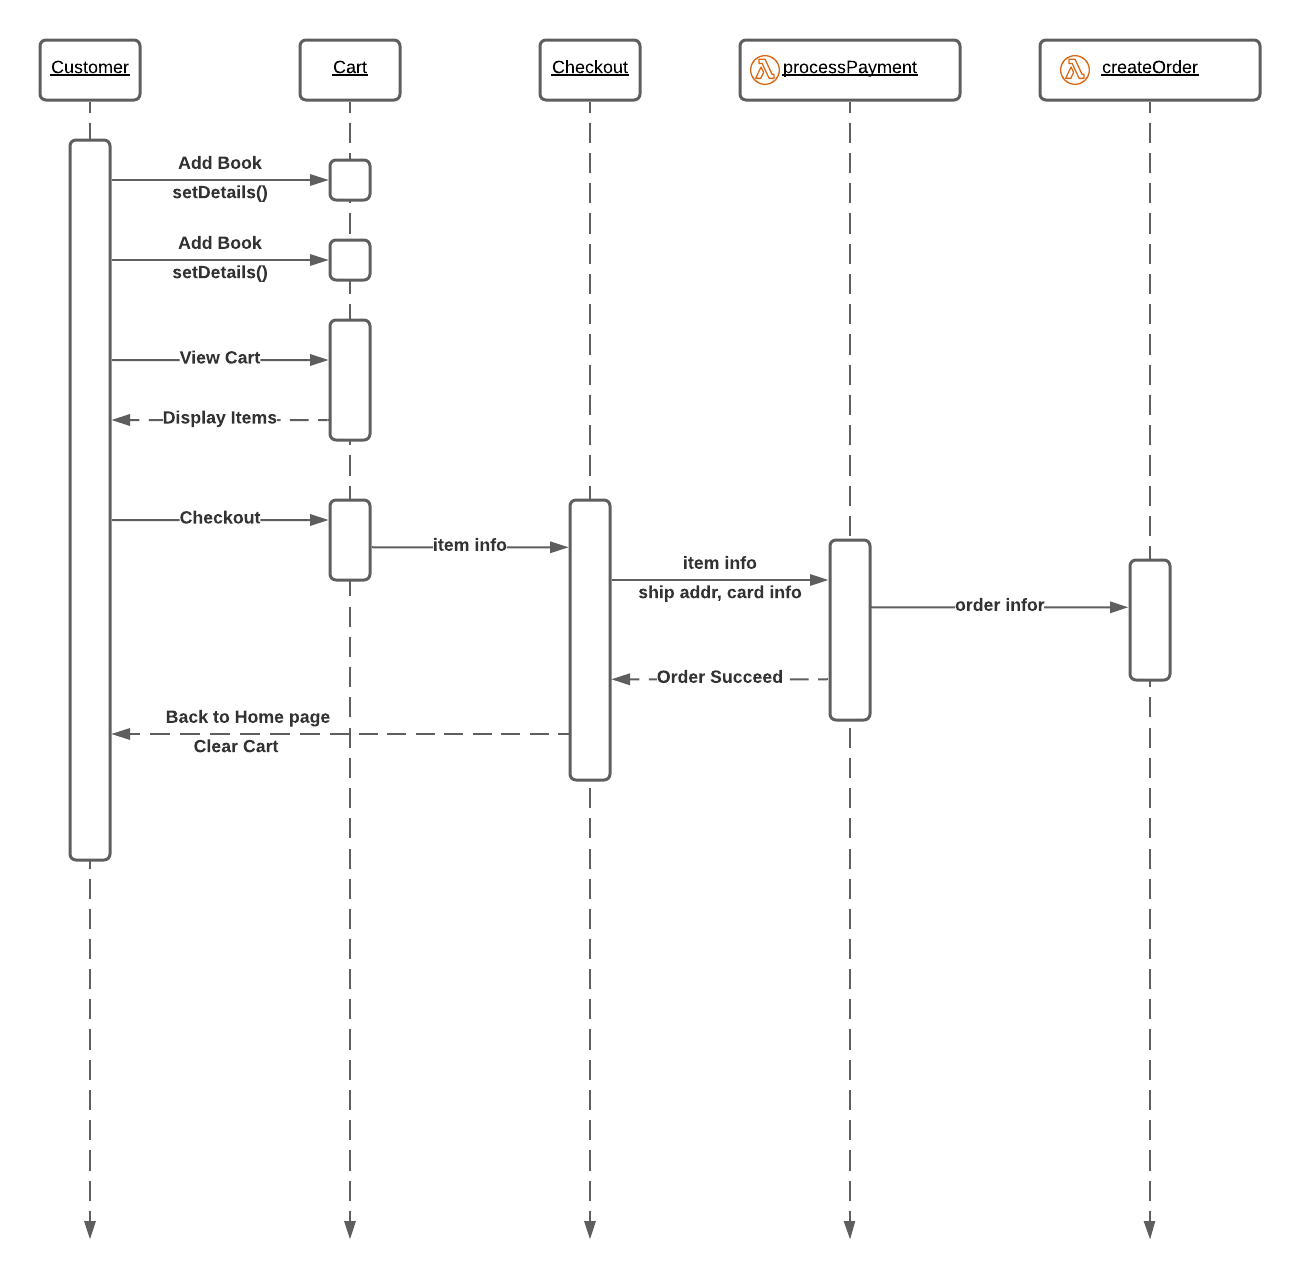 Customer
Cart
Checkout
processPayment
createOrder
Add Book
setDetails()
Add Book
setDetails()
View Cart
Display Items
Checkout
item info
item info
ship addr, card info
order infor
Order Succeed
Back to Home page
Clear Cart